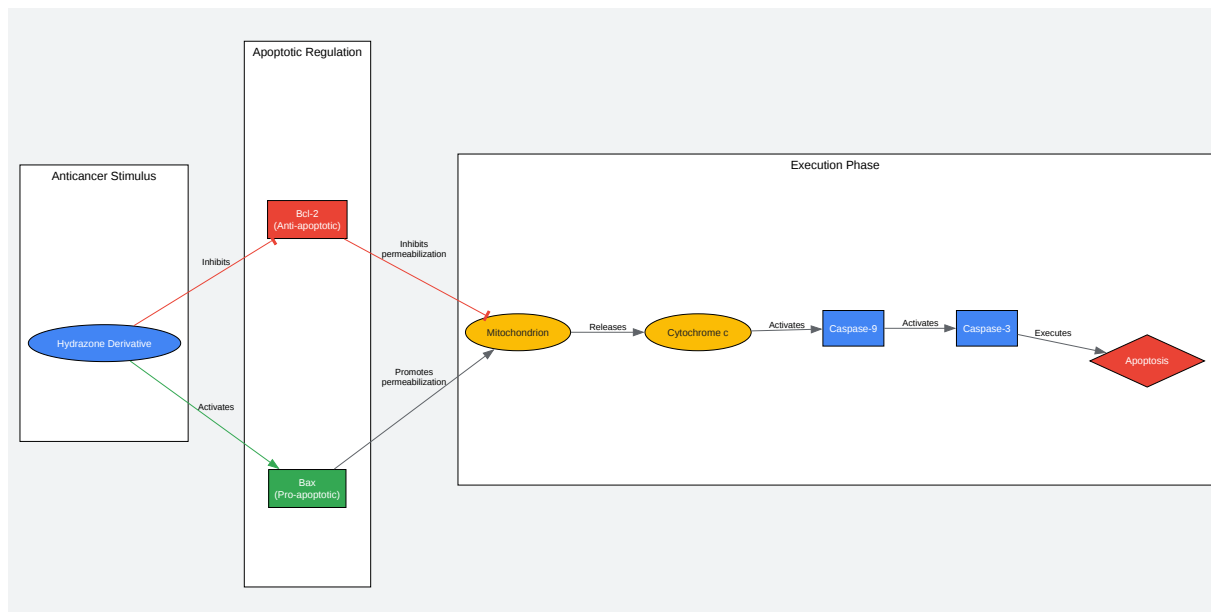 Anticancer Stimulus
Hydrazone Derivative
Inhibits
Activates
Apoptotic Regulation
Bcl-2
(Anti-apoptotic)
Bax
(Pro-apoptotic)
Inhibits
permeabilization
Promotes
permeabilization
Execution Phase
Mitochondrion
Releases
Cytochrome c
Activates
Caspase-9
Activates
Caspase-3
Executes
Apoptosis